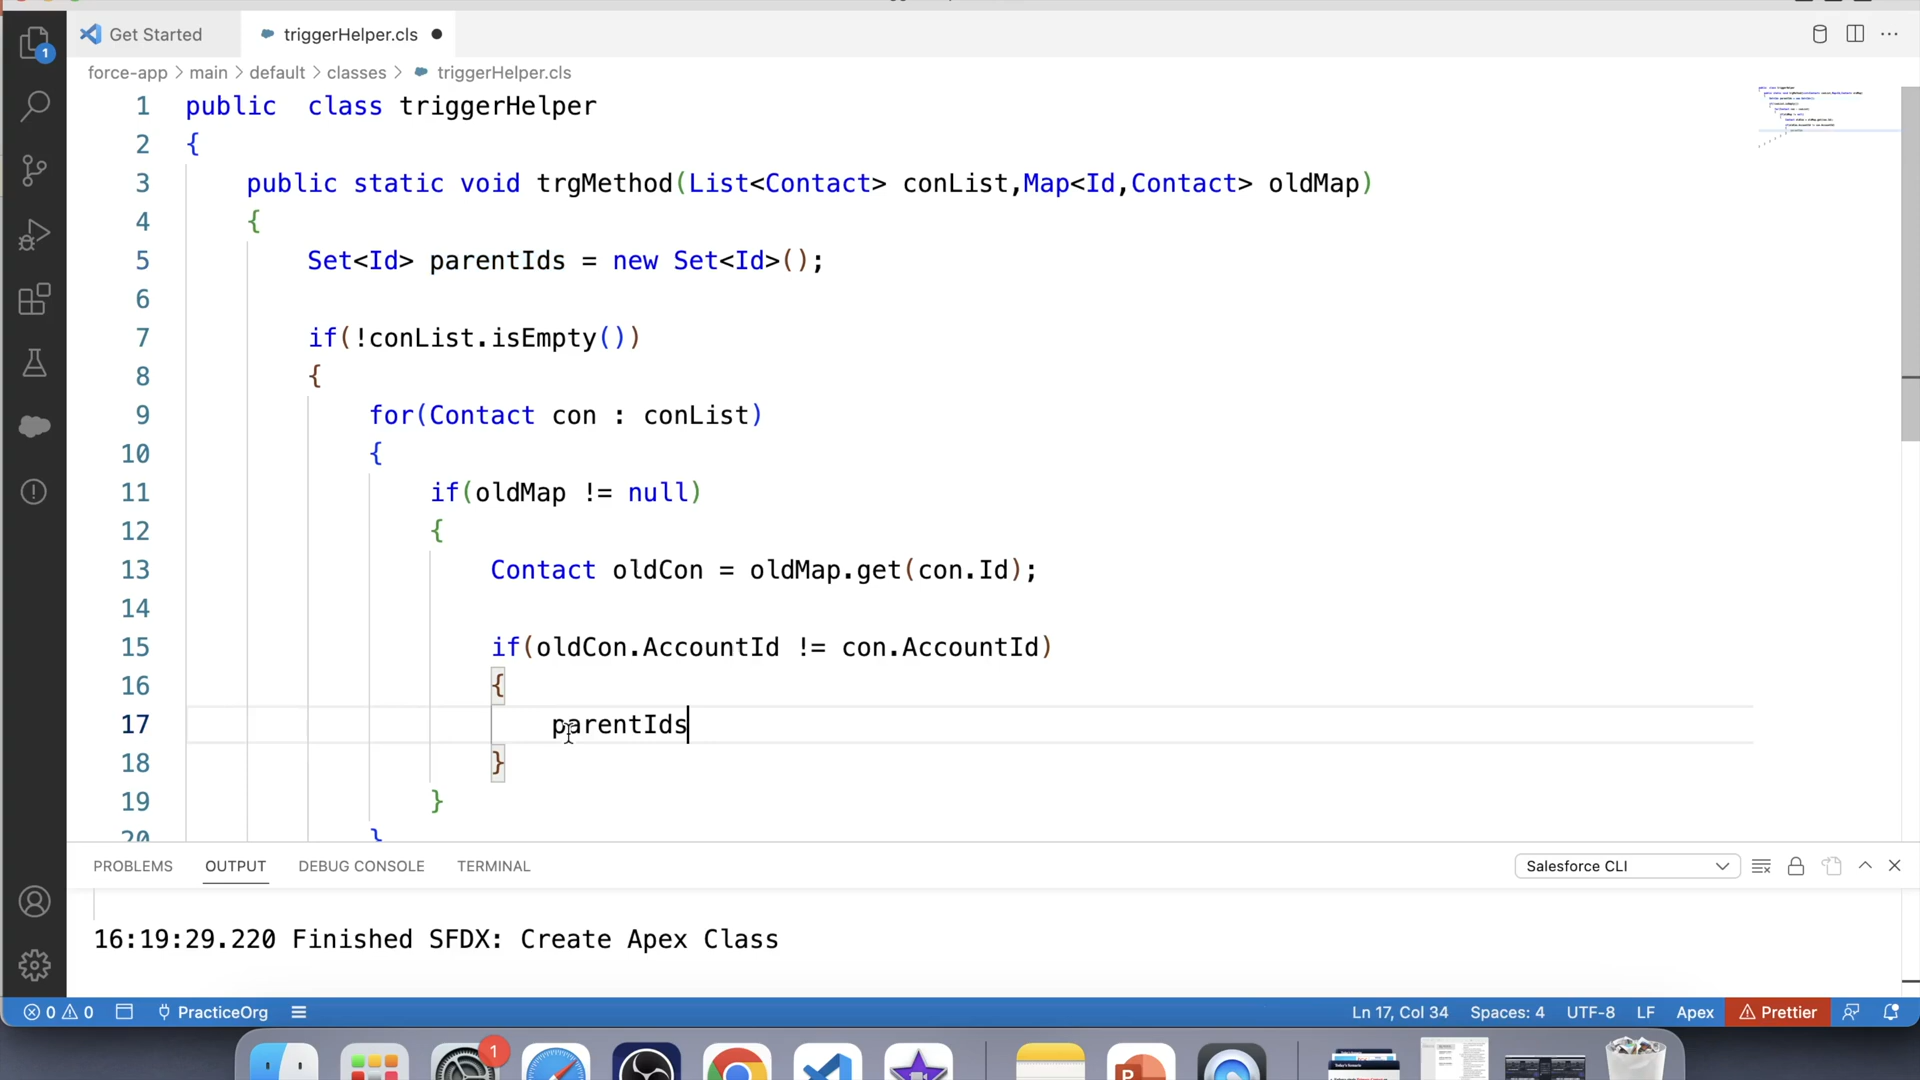 Get Started
triggerHelper.cls
force-app > main > default > classes > triggerHelper.cls
1 public  class triggerHelper
2 {
3 public static void trgMethod(List<Contact> conList,Map<Id,Contact> oldMap)
4 {
5 Set<Id> parentIds = new Set<Id>();
6
7 if(!conList.isEmpty())
8 {
9 for(Contact con : conList)
10 {
11 if(oldMap != null)
12 {
13 Contact oldCon = oldMap.get(con.Id);
14
15 if(oldCon.AccountId != con.AccountId)
16 {
17 parentIds
18 }
19 }
20 }
1
PROBLEMS OUTPUT DEBUG CONSOLE TERMINAL Salesforce CLI
16:19:29.220 Finished SFDX: Create Apex Class
0 0 PracticeOrg Ln 17, Col 34 Spaces: 4 UTF-8 LF Apex Prettier
1
P